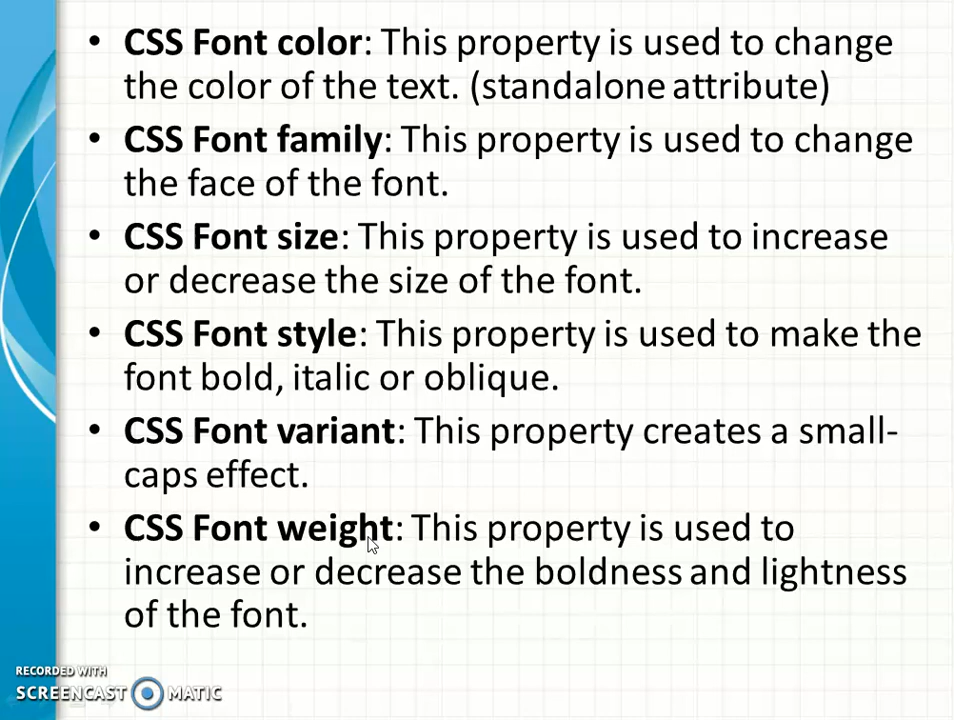 • CSS Font color: This property is used to change
the color of the text. (standalone attribute)
• CSS Font family: This property is used to change
the face of the font.
• CSS Font size: This property is used to increase
or decrease the size of the font.
• CSS Font style: This property is used to make the
font bold, italic or oblique.
• CSS Font variant: This property creates a small-
caps effect.
• CSS Font weight: This property is used to
increase or decrease the boldness and lightness
of the font.
RECORDED WITH
SCREENCAST MATIC